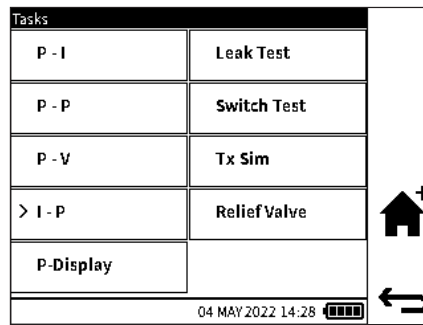 Tasks
P - I
Leak Test
P - P
Switch Test
P - V
Tx Sim
> I - P
Relief Valve
P-Display
04 MAY 2022 14:28